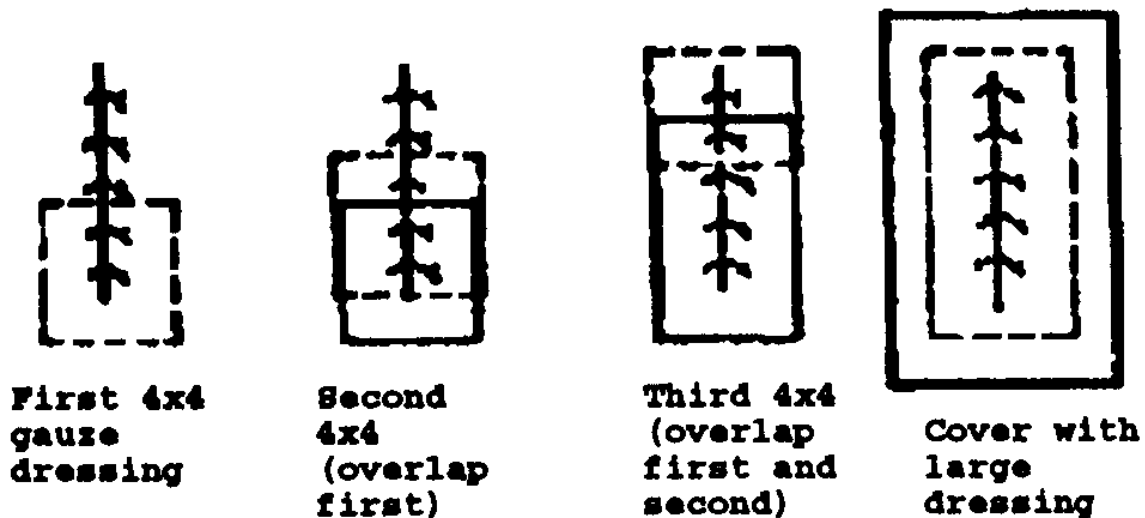 First 4x4
gauze
dressing
Second
4x4
(overlap
first)
Third 4x4
(overlap
first and
second)
Cover with
large
dressing